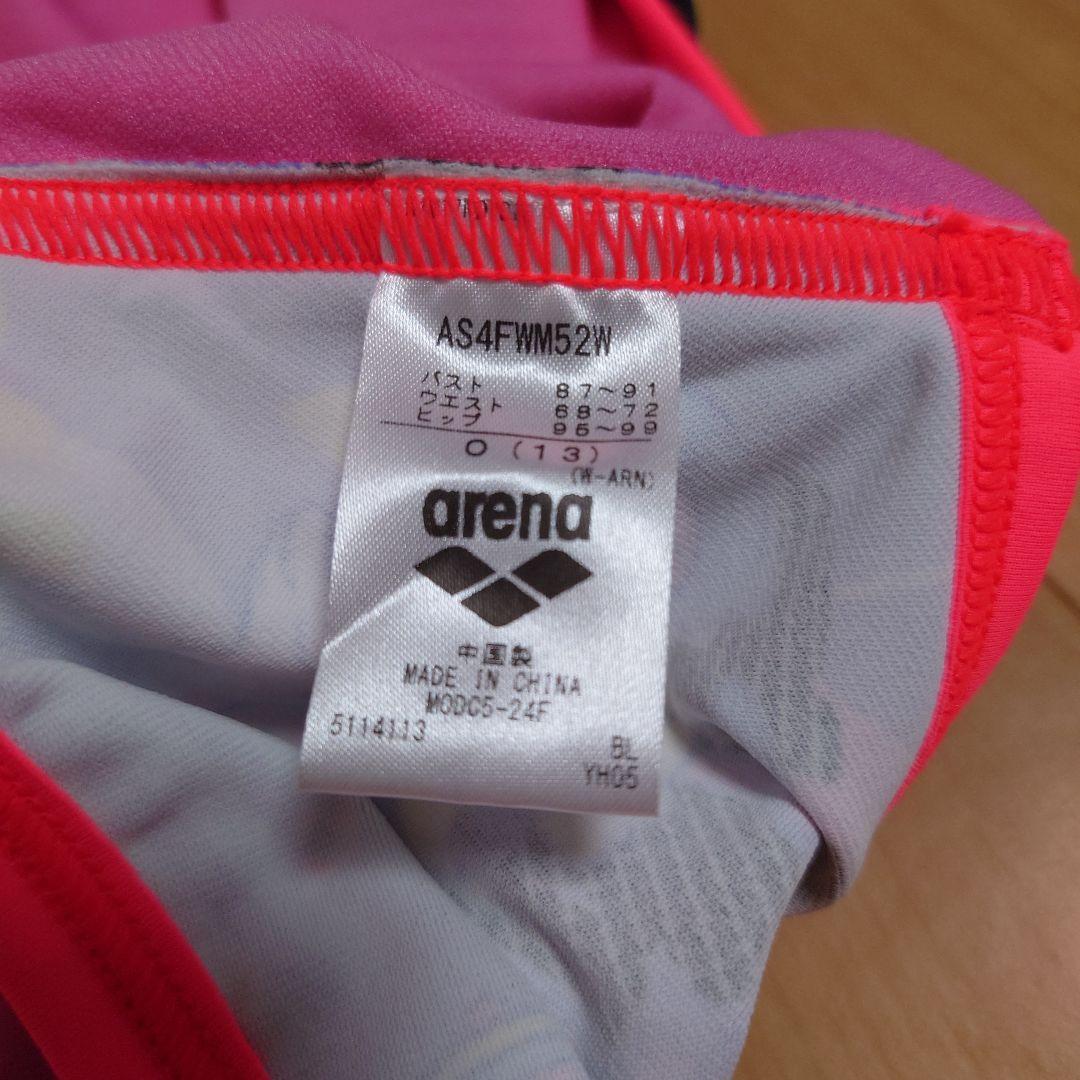 AS4FWM52W
バスト 87～91
ウエスト 68～72
ヒップ 95～99
O (13)
(W-ARN)
arena
中国製
MADE IN CHINA
MODC5-24F
5114113
BL
YH05